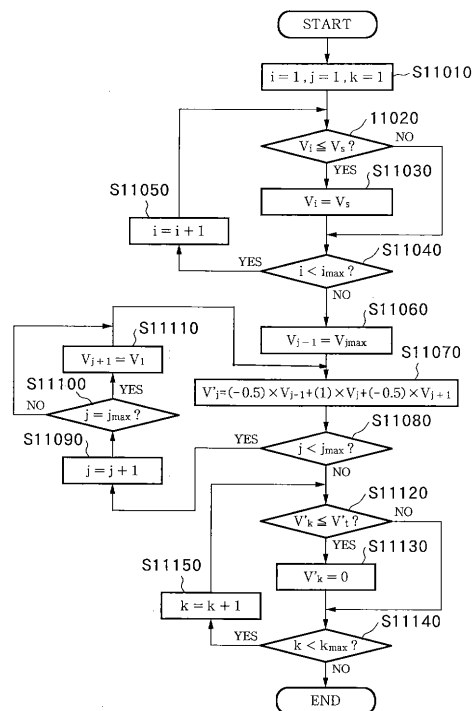 START
i=1, j=1, k=1
S11010
11020
Vi≦Vs?
NO
YES
S11030
Vi=Vs
S11050
i=i+1
S11040
YES
i<imax?
NO
S11060
Vj-1=Vjmax
S11110
Vj+1=V1
S11070
V'j=(-0.5)×Vj-1+(1)×Vj+(-0.5)×Vj+1
S11100
YES
NO
j=jmax?
S11080
S11090
YES
j<jmax?
j=j+1
NO
S11120
V'k≦V't?
NO
YES
S11130
S11150
V'k=0
k=k+1
S11140
YES
k<kmax?
NO
END